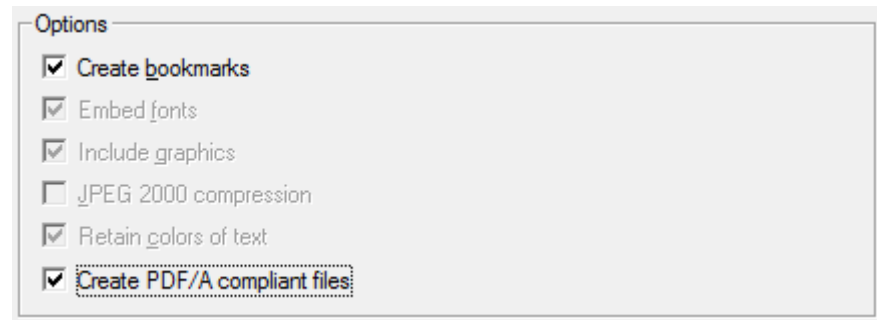 Options
Create bookmarks
Embed fonts
Include graphics
JPEG 2000 compression
Retain colors of text
Create PDF/A compliant files